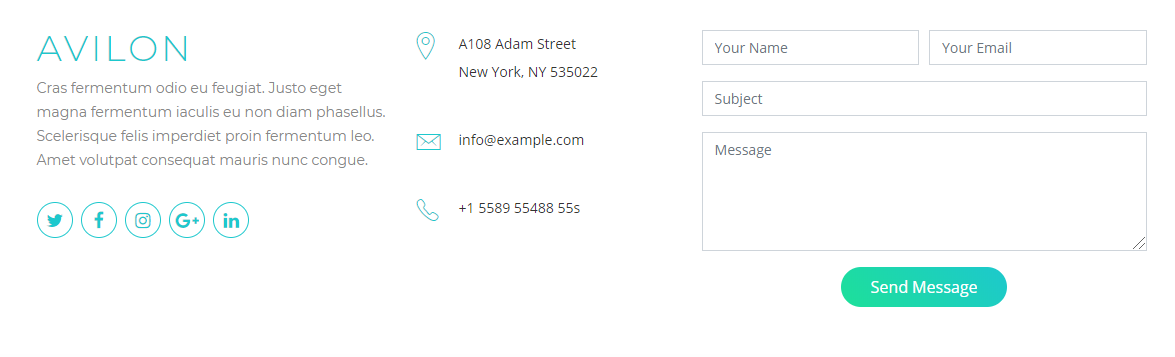 AVILON
Cras fermentum odio eu feugiat. Justo eget
magna fermentum iaculis eu non diam phasellus.
Scelerisque felis imperdiet proin fermentum leo.
Amet volutpat consequat mauris nunc congue.
A108 Adam Street
New York, NY 535022
info@example.com
+1 5589 55488 55s
Your Name
Your Email
Subject
Message
Send Message